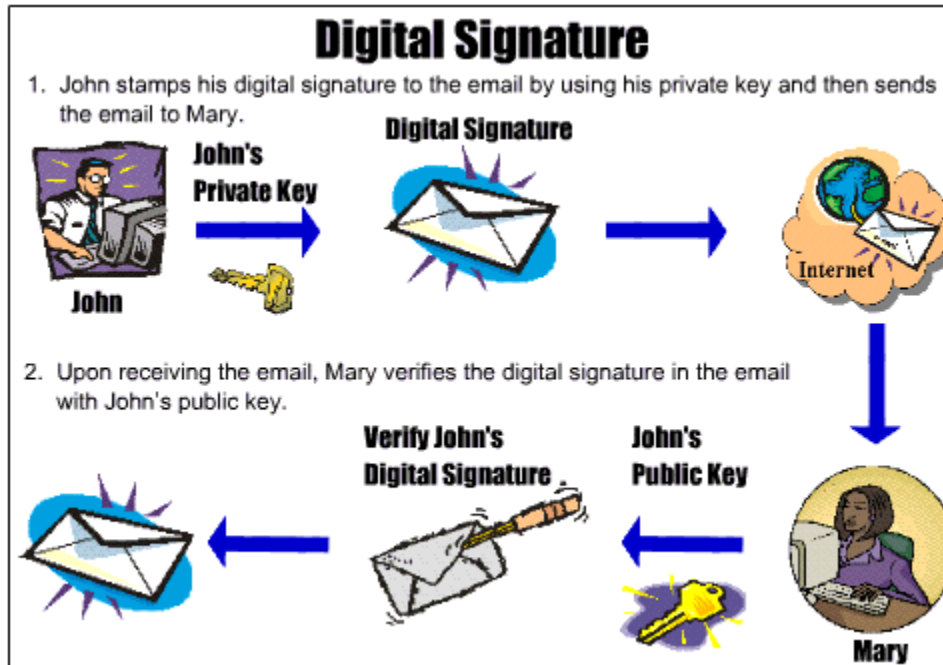 Digital Signature
1. John stamps his digital signature to the email by using his private key and then sends
the email to Mary.
John's
Private Key
Digital Signature
John
Internet
2. Upon receiving the email, Mary verifies the digital signature in the email
with John's public key.
Verify John's
Digital Signature
John's
Public Key
Mary